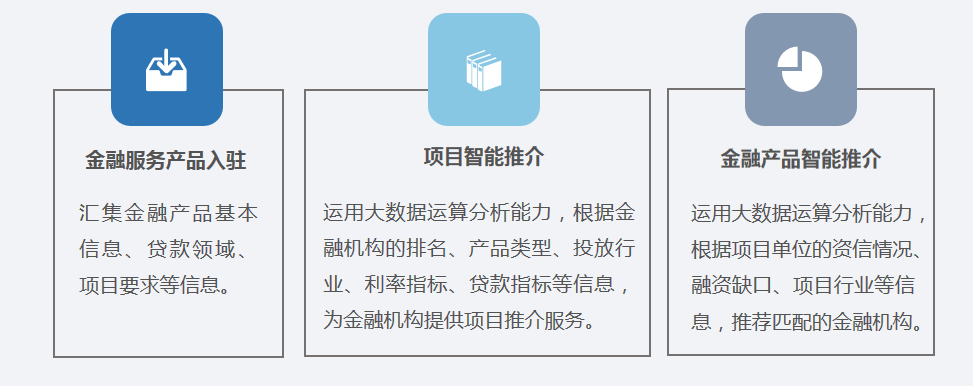 金融服务产品入驻
汇集金融产品基本
信息、贷款领域、
项目要求等信息。
项目智能推介
运用大数据运算分析能力，根据金
融机构的排名、产品类型、投放行
业、利率指标、贷款指标等信息，
为金融机构提供项目推介服务。
金融产品智能推介
运用大数据运算分析能力，
根据项目单位的资信情况、
融资缺口、项目行业等信
息，推荐匹配的金融机构。